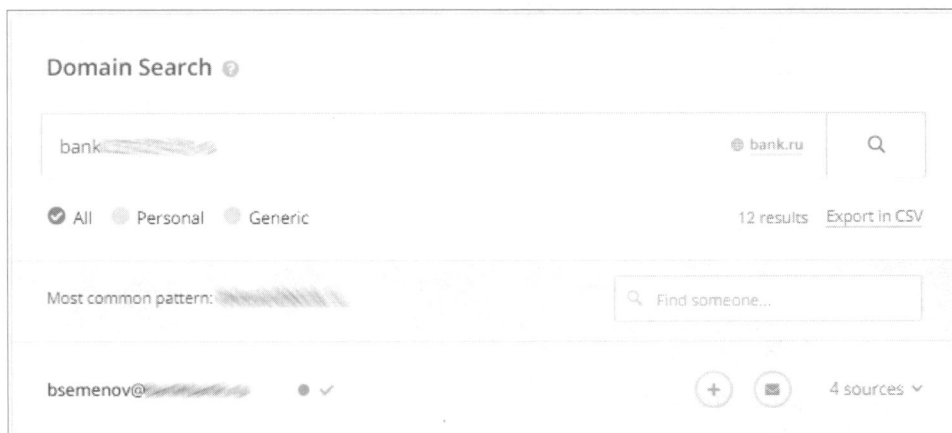 Domain Search ?
bank bank.ru
All Personal Generic 12 results Export in CSV
Most common pattern: Find someone...
bsemenov@ 4 sources